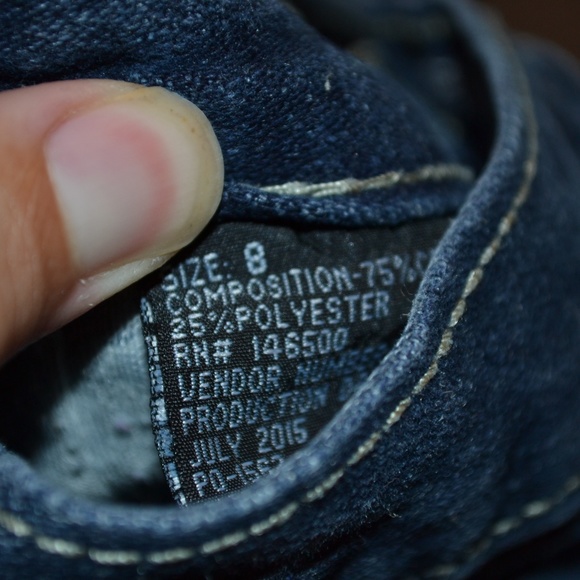 SIZE: 8
COMPOSITION-75%
25%POLYESTER
RN# 146500
VENDOR
PRODUCTION
JULY 2015